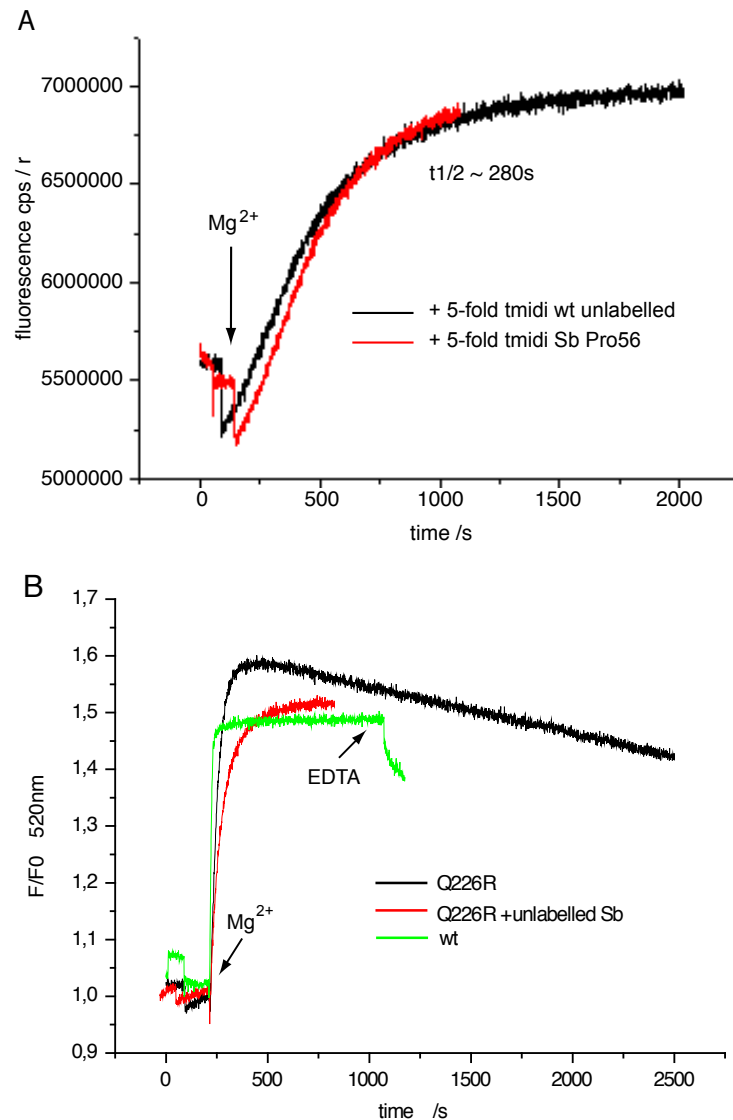 A
7000000
6500000
6000000
5500000
5000000
fluorescence cps / r
Mg2+
t1/2 ~ 280s
+ 5-fold tmidi wt unlabelled
+ 5-fold tmidi Sb Pro56
0
500
1000
1500
2000
time /s
B
1,7
1,6
1,5
1,4
1,3
1,2
1,1
1,0
0,9
F/F0 520nm
EDTA
Mg2+
Q226R
Q226R +unlabelled Sb
wt
0
500
1000
1500
2000
2500
time /s